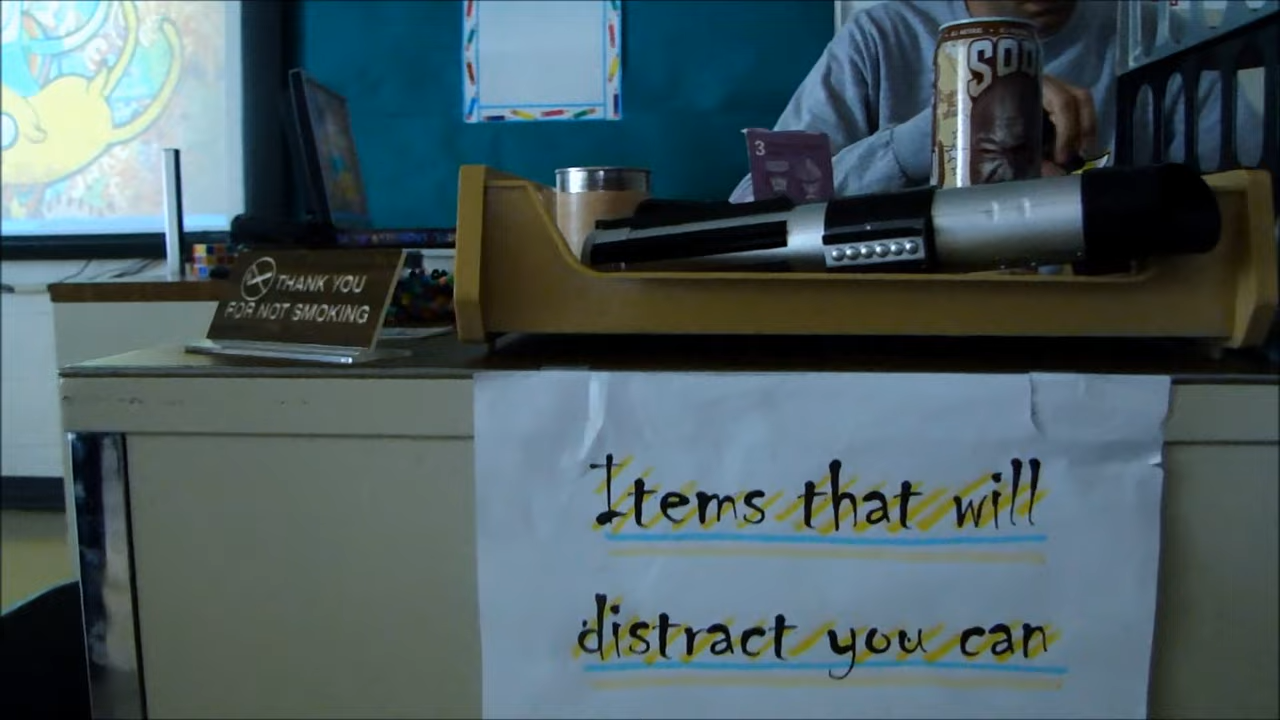 SOD
3
THANK YOU
FOR NOT SMOKING
Items that will
distract you can